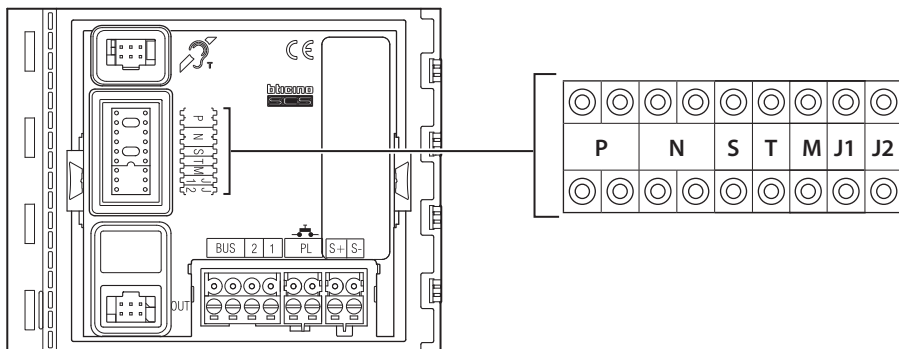 T
CE
bticino
SCS
P N S T M J1 J2
P N S T M J1 J2
BUS 2 1 PL S+ S-
OUT